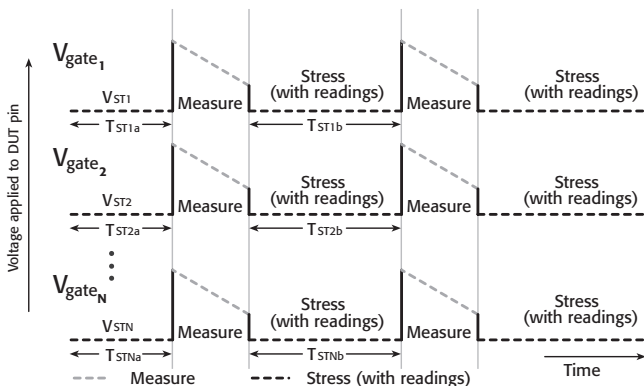 Voltage applied to DUT pin
Vgate1
VST1
Measure
Stress
(with readings)
Measure
Stress
(with readings)
TST1a
TST1b
Vgate2
VST2
Measure
Stress
(with readings)
Measure
Stress
(with readings)
TST2a
TST2b
VgateN
VSTN
Measure
Stress
(with readings)
Measure
Stress
(with readings)
TSTNa
TSTNb
Time
Measure
Stress (with readings)